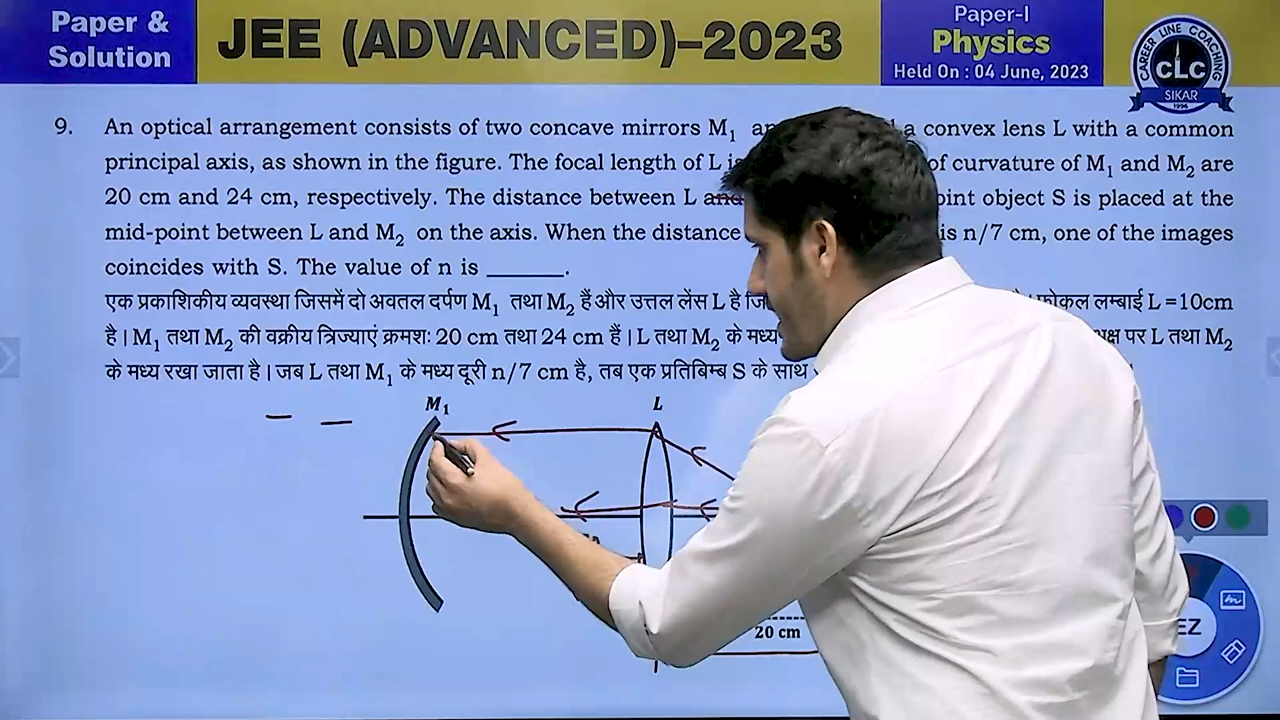 Paper &
Solution
JEE (ADVANCED)–2023
Paper-I
Physics
Held On : 04 June, 2023
CAREER LINE COACHING
CLC
SIKAR
1996
9. An optical arrangement consists of two concave mirrors M1 a convex lens L with a common
principal axis, as shown in the figure. The focal length of L is of curvature of M1 and M2 are
20 cm and 24 cm, respectively. The distance between L and oint object S is placed at the
mid-point between L and M2 on the axis. When the distance is n/7 cm, one of the images
coincides with S. The value of n is ______.
एक प्रकाशिकीय व्यवस्था जिसमें दो अवतल दर्पण M1 तथा M2 हैं और उत्तल लेंस L है फोकल लम्बाई L =10cm
है। M1 तथा M2 की वक्रीय त्रिज्याएं क्रमशः 20 cm तथा 24 cm हैं। L तथा M2 के मध्य पर L तथा M2
के मध्य रखा जाता है। जब L तथा M1 के मध्य दूरी n/7 cm है, तब एक प्रतिबिम्ब S के साथ
M1
L
20 cm
EZ